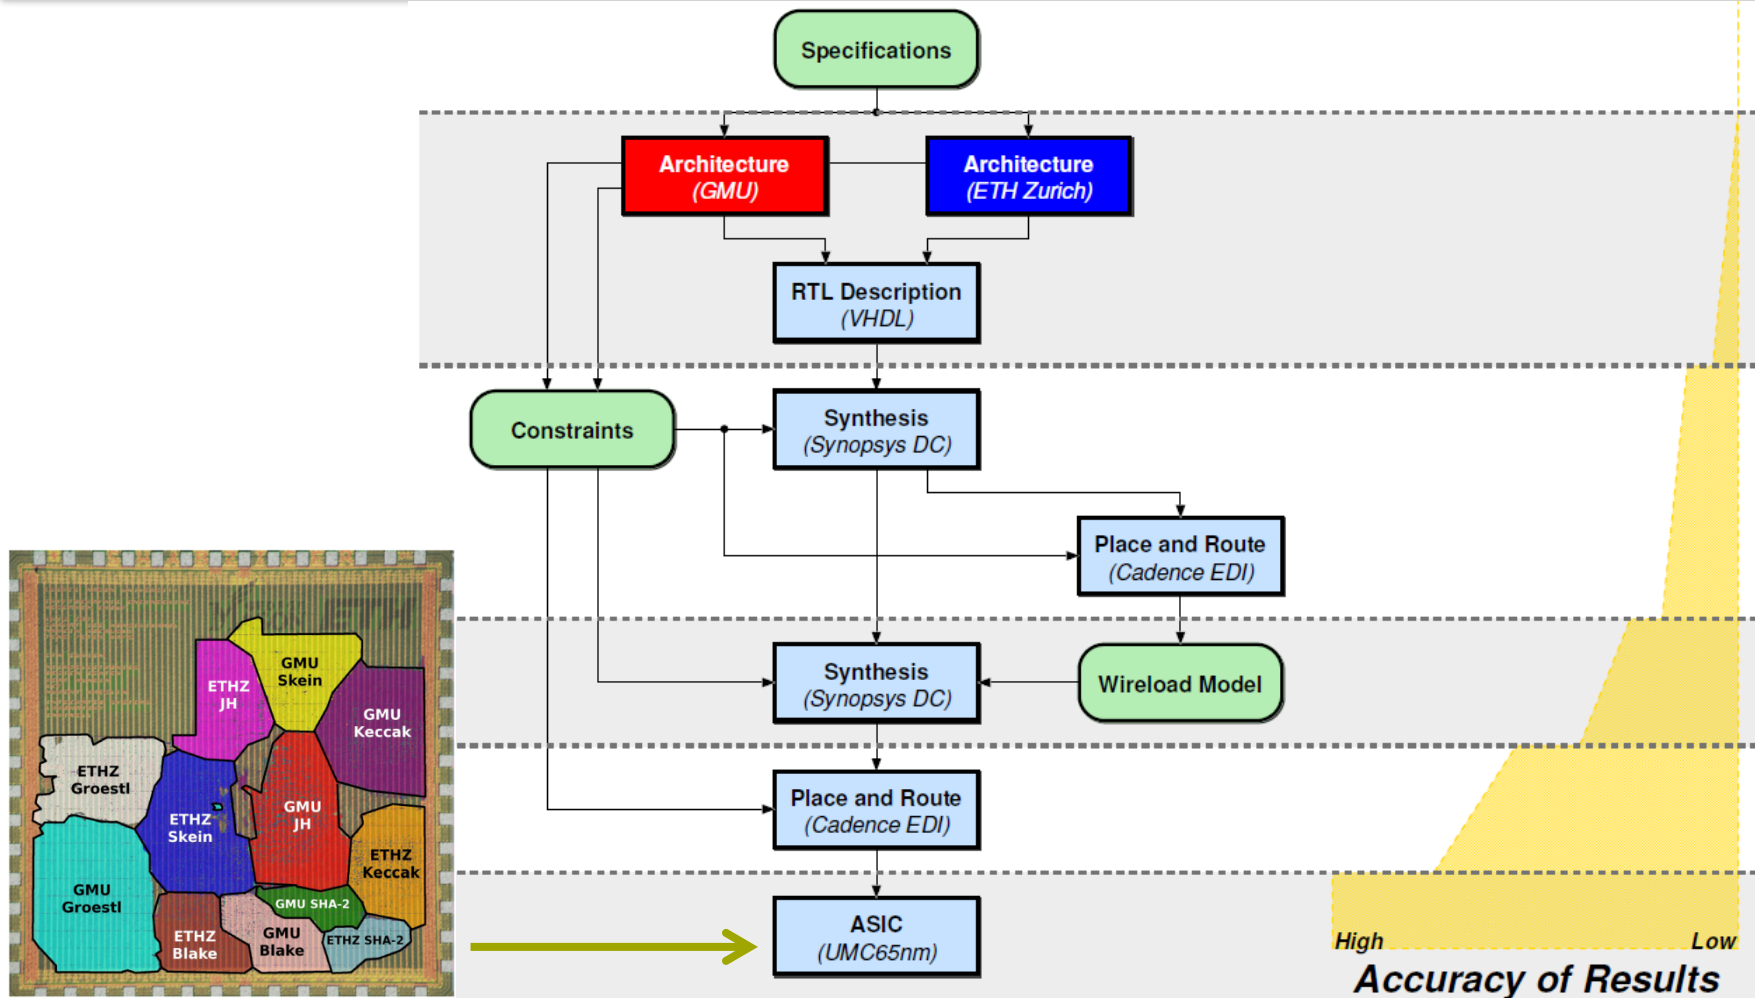 Specifications
Architecture
(GMU)
Architecture
(ETH Zurich)
RTL Description
(VHDL)
Constraints
Synthesis
(Synopsys DC)
Place and Route
(Cadence EDI)
Synthesis
(Synopsys DC)
Wireload Model
Place and Route
(Cadence EDI)
ASIC
(UMC65nm)
High
Low
Accuracy of Results
ETH
GMU
Skein
ETHZ
JH
GMU
Keccak
ETHZ
Groestl
ETHZ
Skein
GMU
JH
ETHZ
Keccak
GMU
Groestl
GMU SHA-2
ETHZ
Blake
GMU
Blake
ETHZ SHA-2